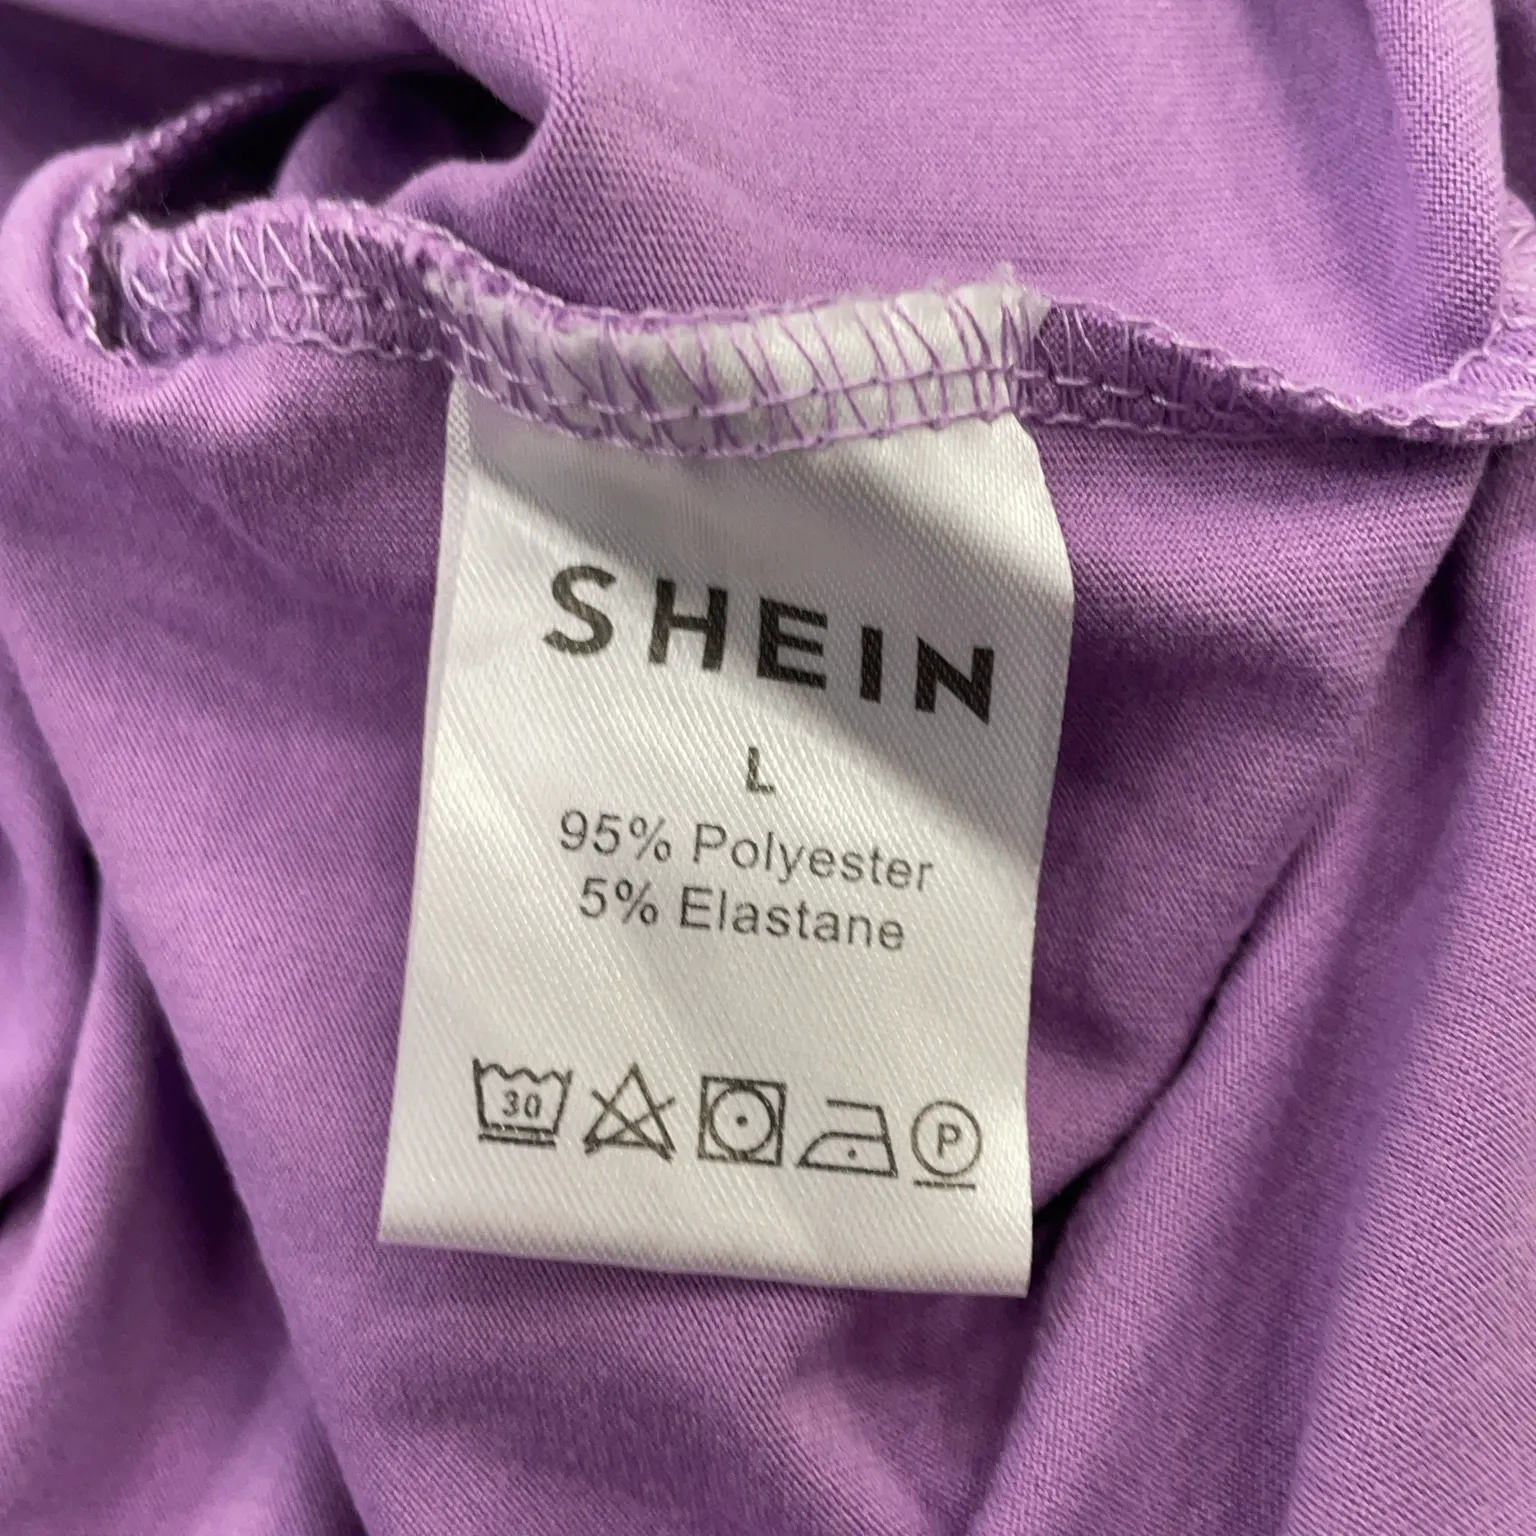 SHEIN
L
95% Polyester
5% Elastane
30 P